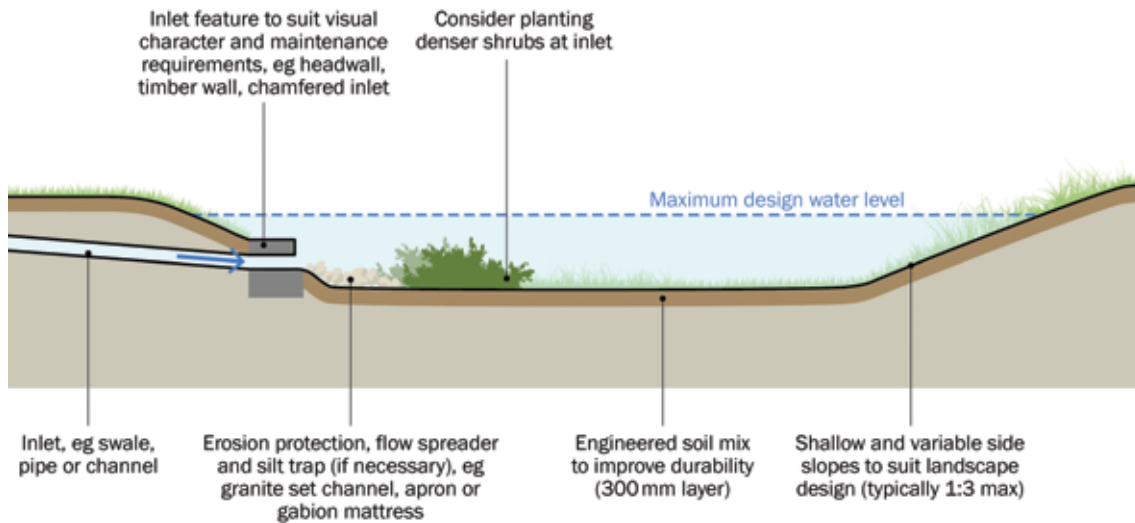 Inlet feature to suit visual
character and maintenance
requirements, eg headwall,
timber wall, chamfered inlet
Consider planting
denser shrubs at inlet
Maximum design water level
Inlet, eg swale,
pipe or channel
Erosion protection, flow spreader
and silt trap (if necessary), eg
granite set channel, apron or
gabion mattress
Engineered soil mix
to improve durability
(300 mm layer)
Shallow and variable side
slopes to suit landscape
design (typically 1:3 max)